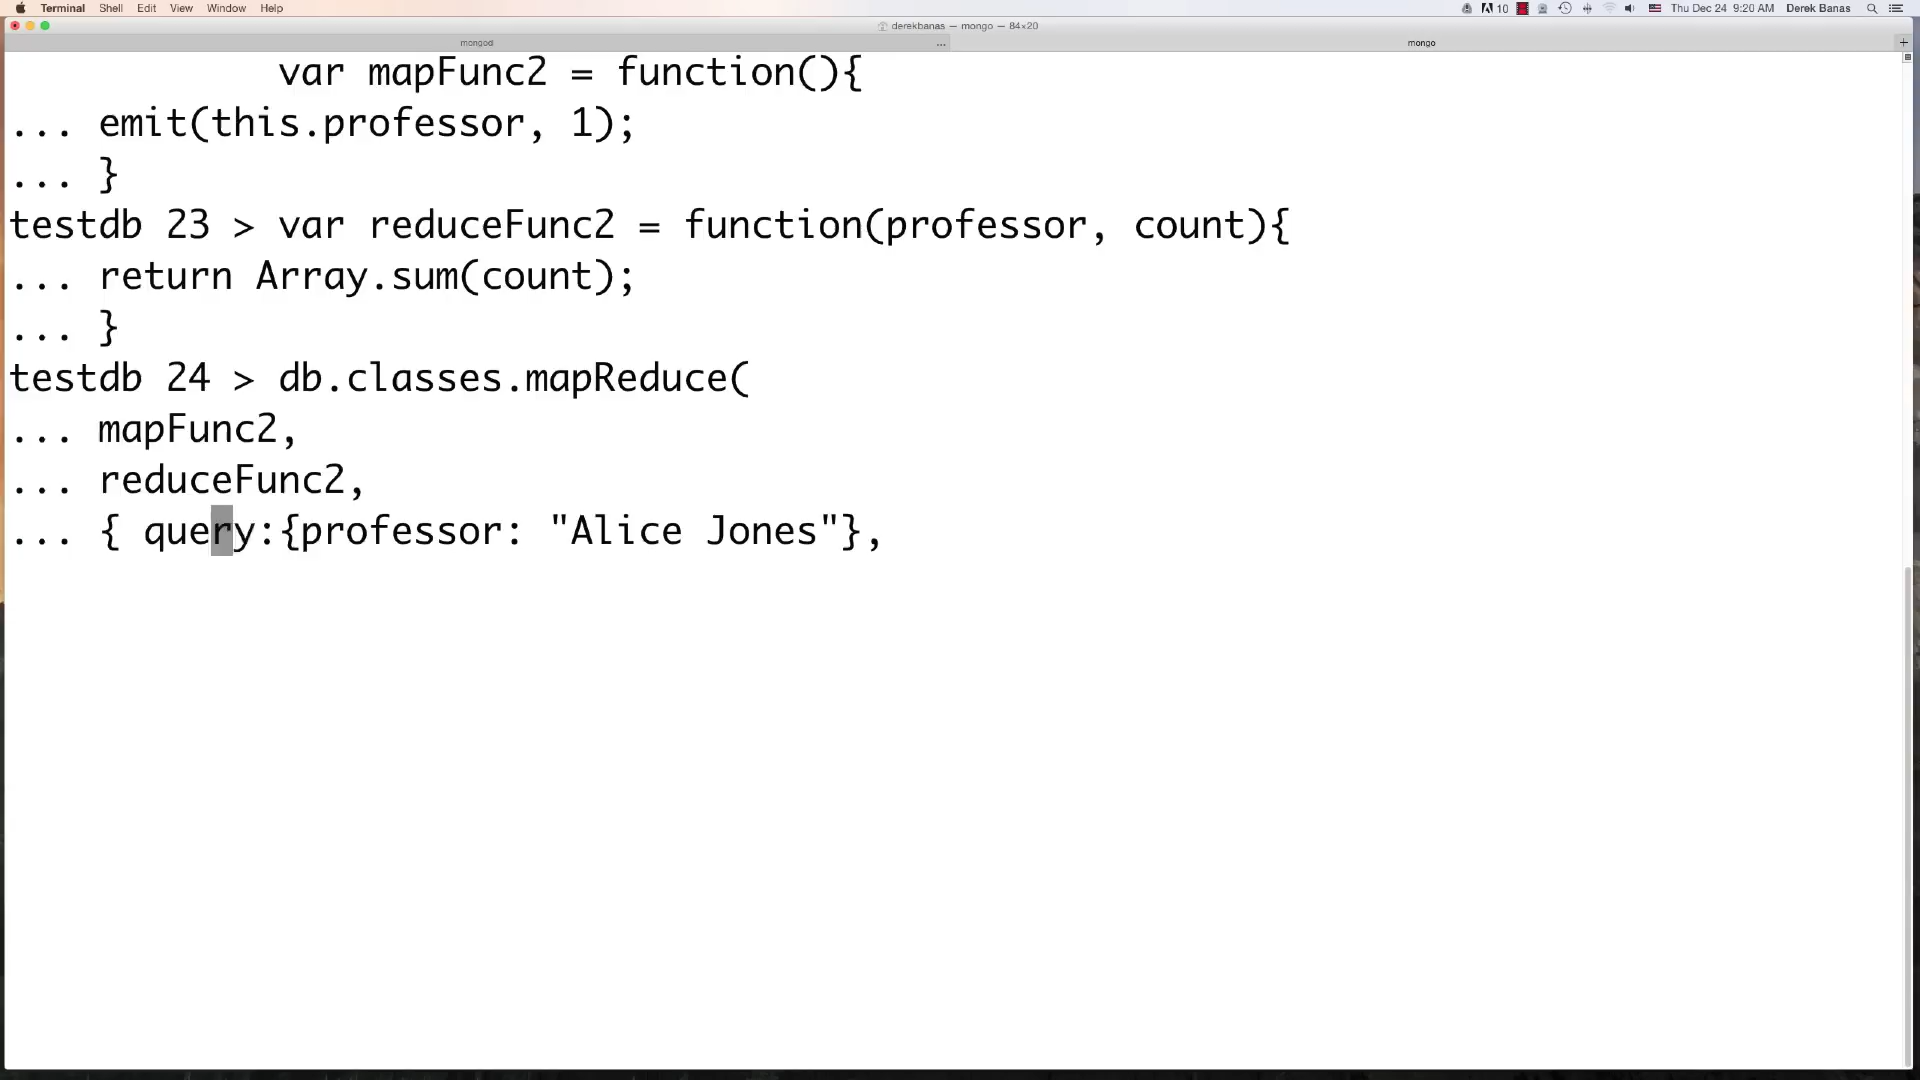 Terminal Shell Edit View Window Help 10 Thu Dec 24 9:20 AM Derek Banas
derekbanas — mongo — 84×20
mongod ... mongo +
var mapFunc2 = function(){
... emit(this.professor, 1);
... }
testdb 23 > var reduceFunc2 = function(professor, count){
... return Array.sum(count);
... }
testdb 24 > db.classes.mapReduce(
... mapFunc2,
... reduceFunc2,
... { query:{professor: "Alice Jones"},